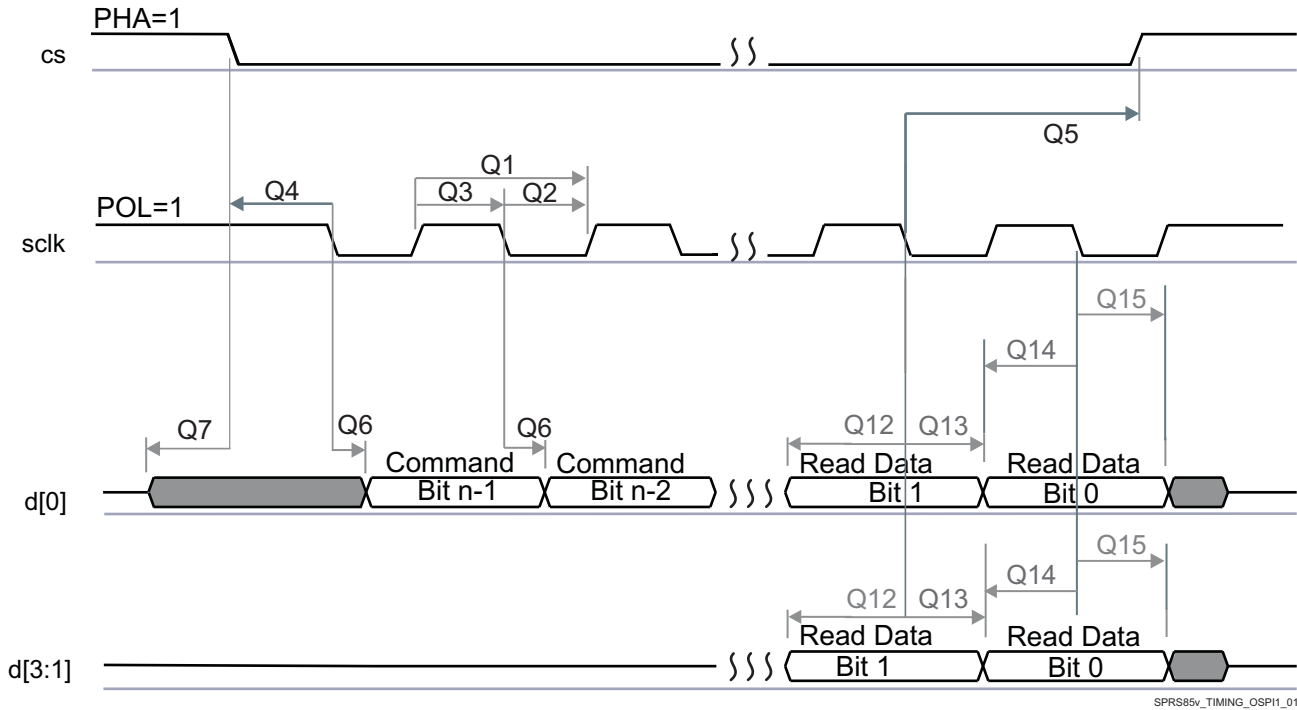 PHA=1
cs
Q5
Q1
Q4
Q3
Q2
POL=1
sclk
Q15
Q14
Q7
Q6
Q6
Q12
Q13
Command
Command
Read Data
Read Data
d[0]
Bit n-1
Bit n-2
Bit 1
Bit 0
Q15
Q14
Q12
Q13
Read Data
Read Data
d[3:1]
Bit 1
Bit 0
SPRS85v_TIMING_OSPI1_01